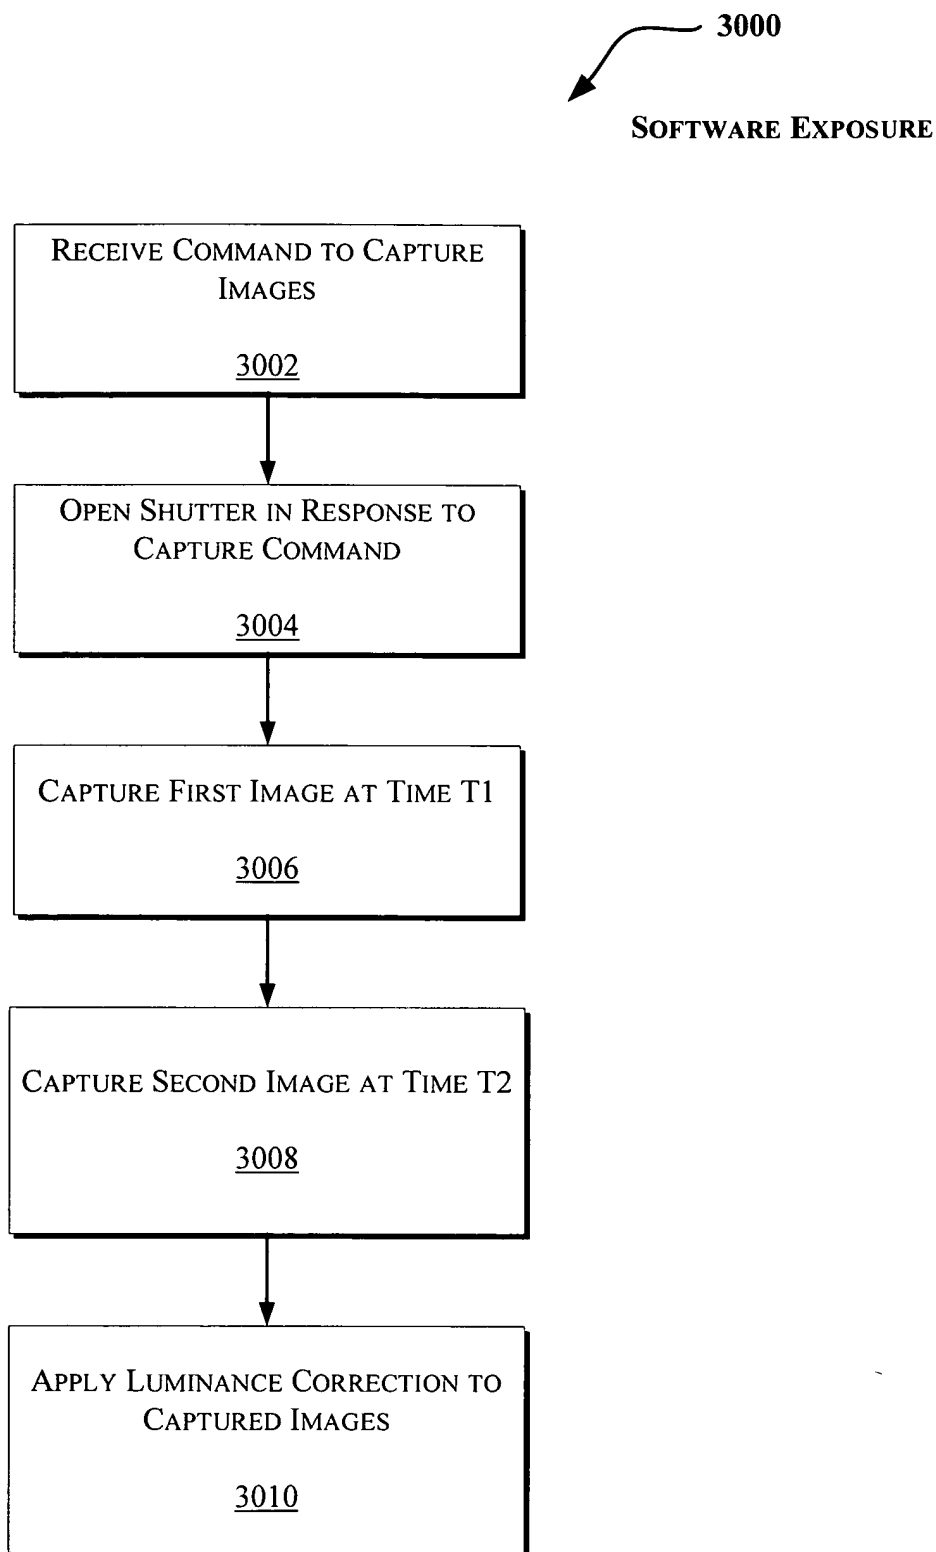 3000
SOFTWARE EXPOSURE
RECEIVE COMMAND TO CAPTURE
IMAGES
3002
OPEN SHUTTER IN RESPONSE TO
CAPTURE COMMAND
3004
CAPTURE FIRST IMAGE AT TIME T1
3006
CAPTURE SECOND IMAGE AT TIME T2
3008
APPLY LUMINANCE CORRECTION TO
CAPTURED IMAGES
3010